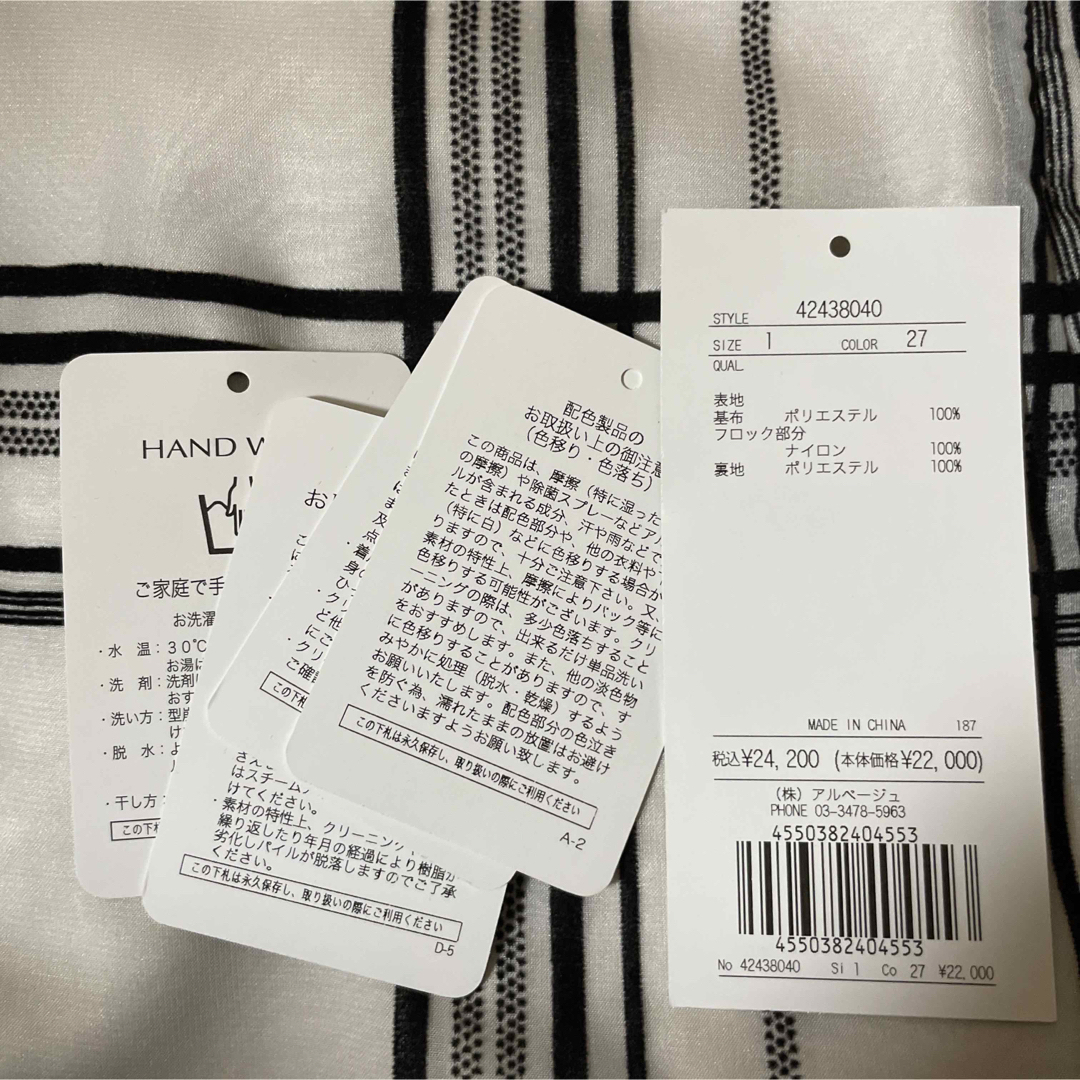 HAND
ご家庭で手
お洗濯
・水 温:30℃
お湯に
・洗 剤:洗剤
おす
・洗い方:型崩
け
・脱 水:よ
・干し方:
この下札
お
ご確認
この下札は永久保存し、
さんこ
はスチーム
けてください。
・素材の特性上、クリーニング、
繰り返したり年月の経過により樹脂が
劣化しパイルが脱落しますのでご了承
ください。
この下札は永久保存し、取り扱いの際にご利用ください
D-5
配色製品の
お取扱い上の御注意
(色移り・色落ち)
この商品は、摩擦(特に湿った
の摩擦)や除菌スプレーなどアル
ルが含まれる成分、汗や雨などで
たときは配色部分や、他の衣料や
(特に白)などに色移りする場合が
りますので、十分ご注意下さい。又、
素材の特性上、摩擦によりバック等に
色移りする可能性がございます。クリ
ーニングの際は、多少色落ちすること
がありますので、出来るだけ単品洗い
をおすすめします。また、他の淡色物
に色移りすることがありますので、す
みやかに処理(脱水・乾燥)するよう
お願いいたします。配色部分の色泣き
を防ぐ為、濡れたままの放置はお避け
くださいますようお願い致します。
この下札は永久保存し、取り扱いの際にご利用ください
A-2
STYLE 42438040
SIZE 1 COLOR 27
QUAL.
表地
基布 ポリエステル 100%
フロック部分
ナイロン 100%
裏地 ポリエステル 100%
MADE IN CHINA 187
税込¥24,200 (本体価格¥22,000)
(株) アルページュ
PHONE 03-3478-5963
4550382404553
4550382404553
No 42438040 Si 1 Co 27 ¥22,000